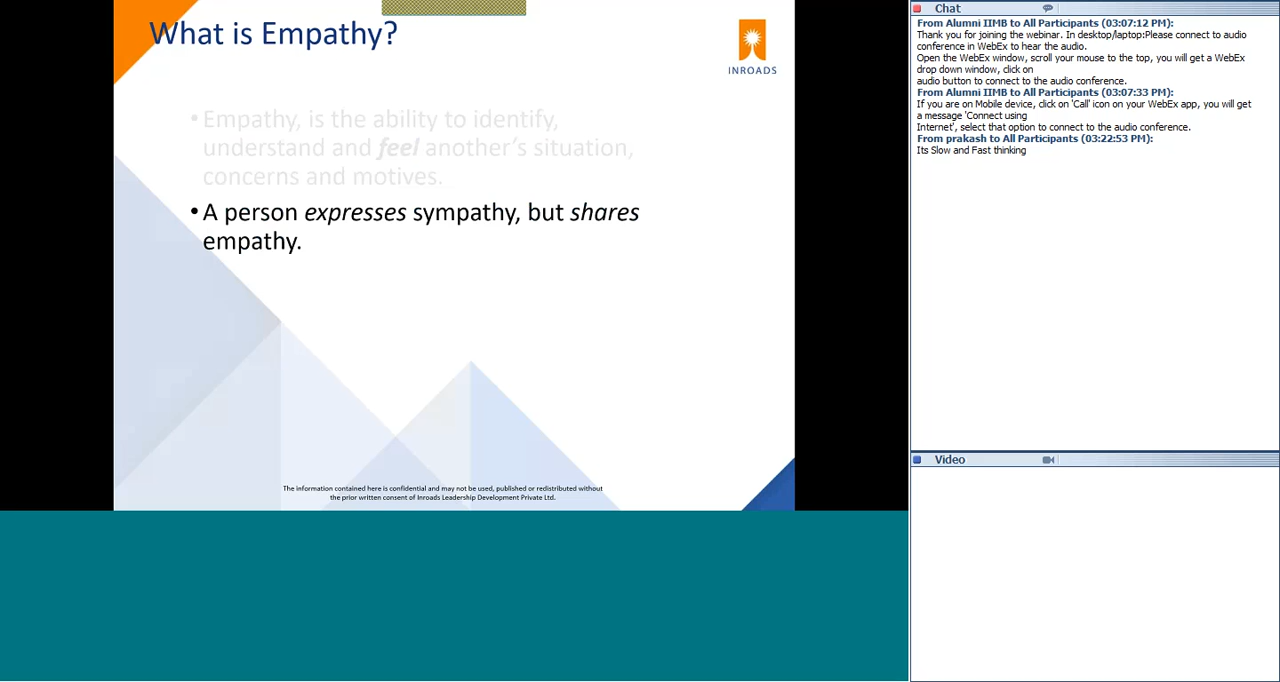 What is Empathy?
INROADS
• Empathy, is the ability to identify,
understand and feel another's situation,
concerns and motives.
• A person expresses sympathy, but shares
empathy.
The information contained here is confidential and may not be used, published or redistributed without
the prior written consent of Inroads Leadership Development Private Ltd.
Chat
From Alumni IIMB to All Participants (03:07:12 PM):
Thank you for joining the webinar. In desktop/laptop:Please connect to audio
conference in WebEx to hear the audio.
Open the WebEx window, scroll your mouse to the top, you will get a WebEx
drop down window, click on
audio button to connect to the audio conference.
From Alumni IIMB to All Participants (03:07:33 PM):
If you are on Mobile device, click on 'Call' icon on your WebEx app, you will get
a message 'Connect using
Internet', select that option to connect to the audio conference.
From prakash to All Participants (03:22:53 PM):
Its Slow and Fast thinking
Video